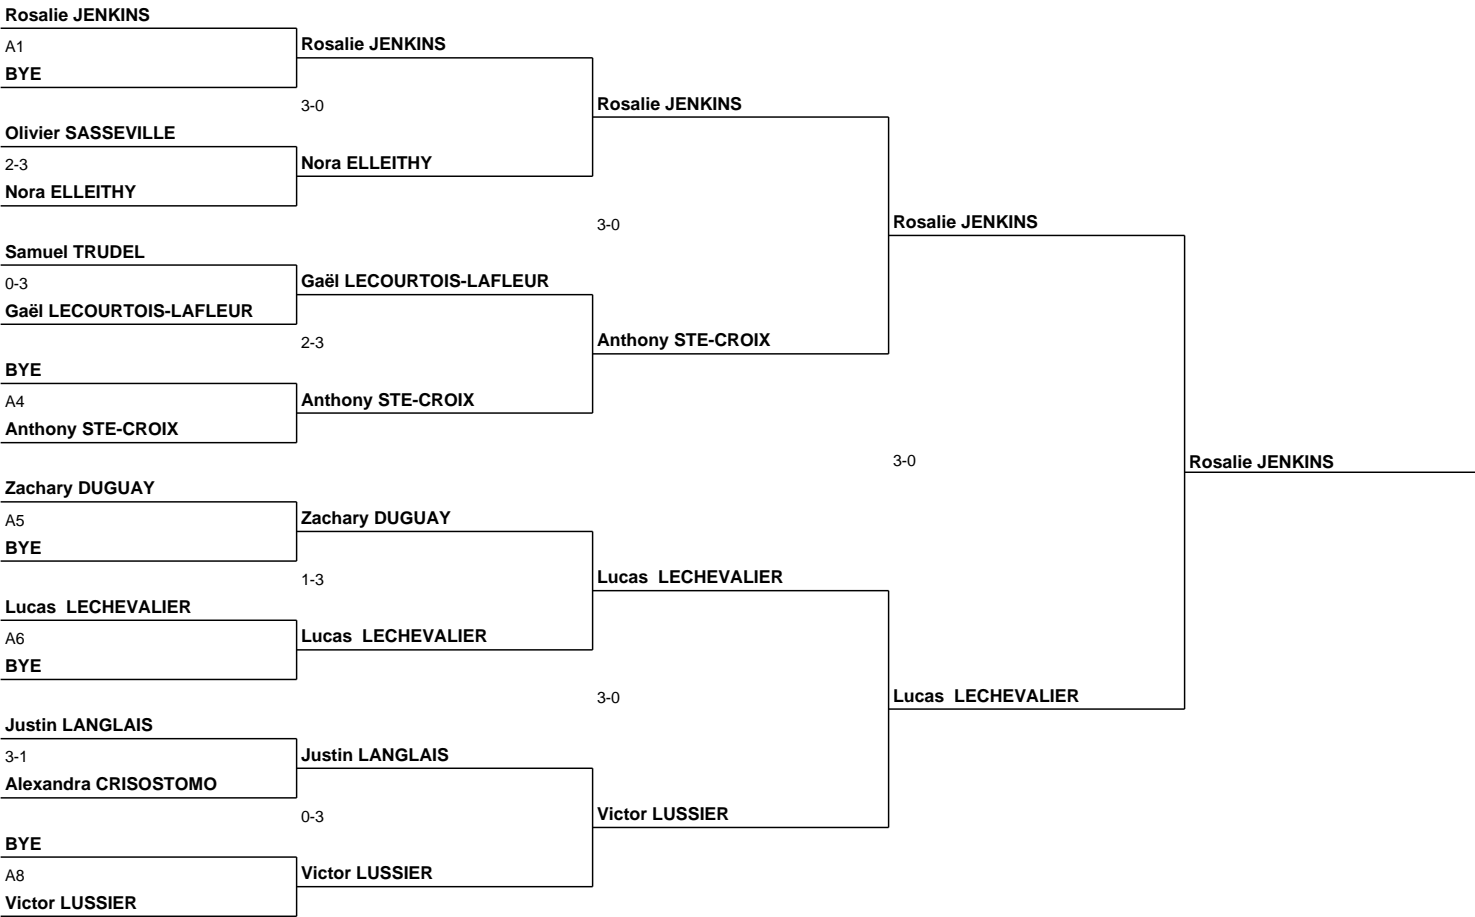 Rosalie JENKINS
A1
BYE
Olivier SASSEVILLE
2-3
Nora ELLEITHY
Samuel TRUDEL
0-3
Gaël LECOURTOIS-LAFLEUR
BYE
A4
Anthony STE-CROIX
Zachary DUGUAY
A5
BYE
Lucas  LECHEVALIER
A6
BYE
Justin LANGLAIS
3-1
Alexandra CRISOSTOMO
BYE
A8
Victor LUSSIER
Rosalie JENKINS
3-0
Nora ELLEITHY
Gaël LECOURTOIS-LAFLEUR
2-3
Anthony STE-CROIX
Zachary DUGUAY
1-3
Lucas  LECHEVALIER
Justin LANGLAIS
0-3
Victor LUSSIER
Rosalie JENKINS
3-0
Anthony STE-CROIX
Lucas  LECHEVALIER
3-0
Victor LUSSIER
Rosalie JENKINS
3-0
Lucas  LECHEVALIER
Rosalie JENKINS